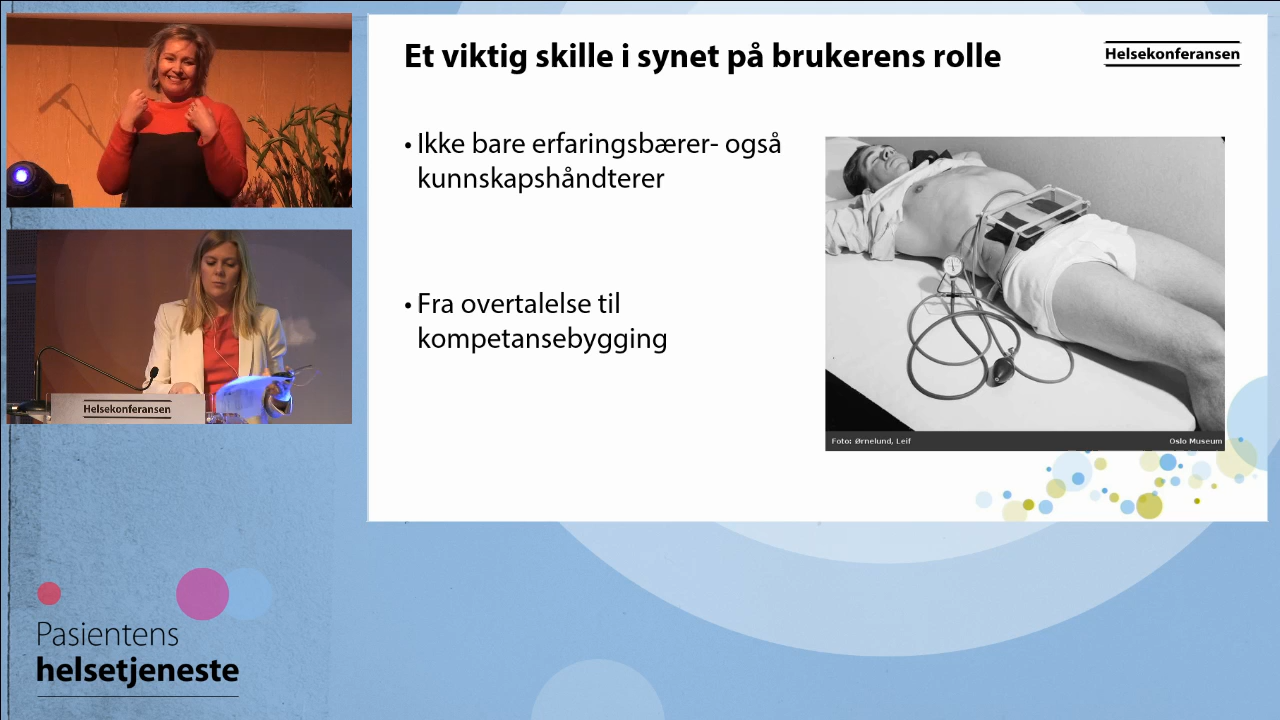 Et viktig skille i synet på brukerens rolle
Helsekonferansen
• Ikke bare erfaringsbærer- også
kunnskapshåndterer
• Fra overtalelse til
kompetansebygging
Foto: Ørnelund, Leif
Oslo Museum
Helsekonferansen
Pasientens
helsetjeneste